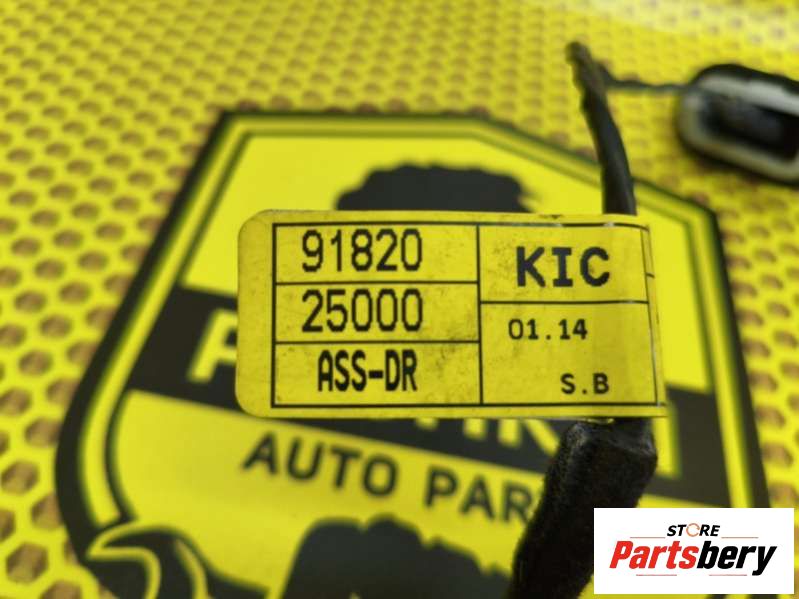 91820
25000
ASS-DR
KIC
01.14
S.B
AUTO PAR
STORE
Partsbery